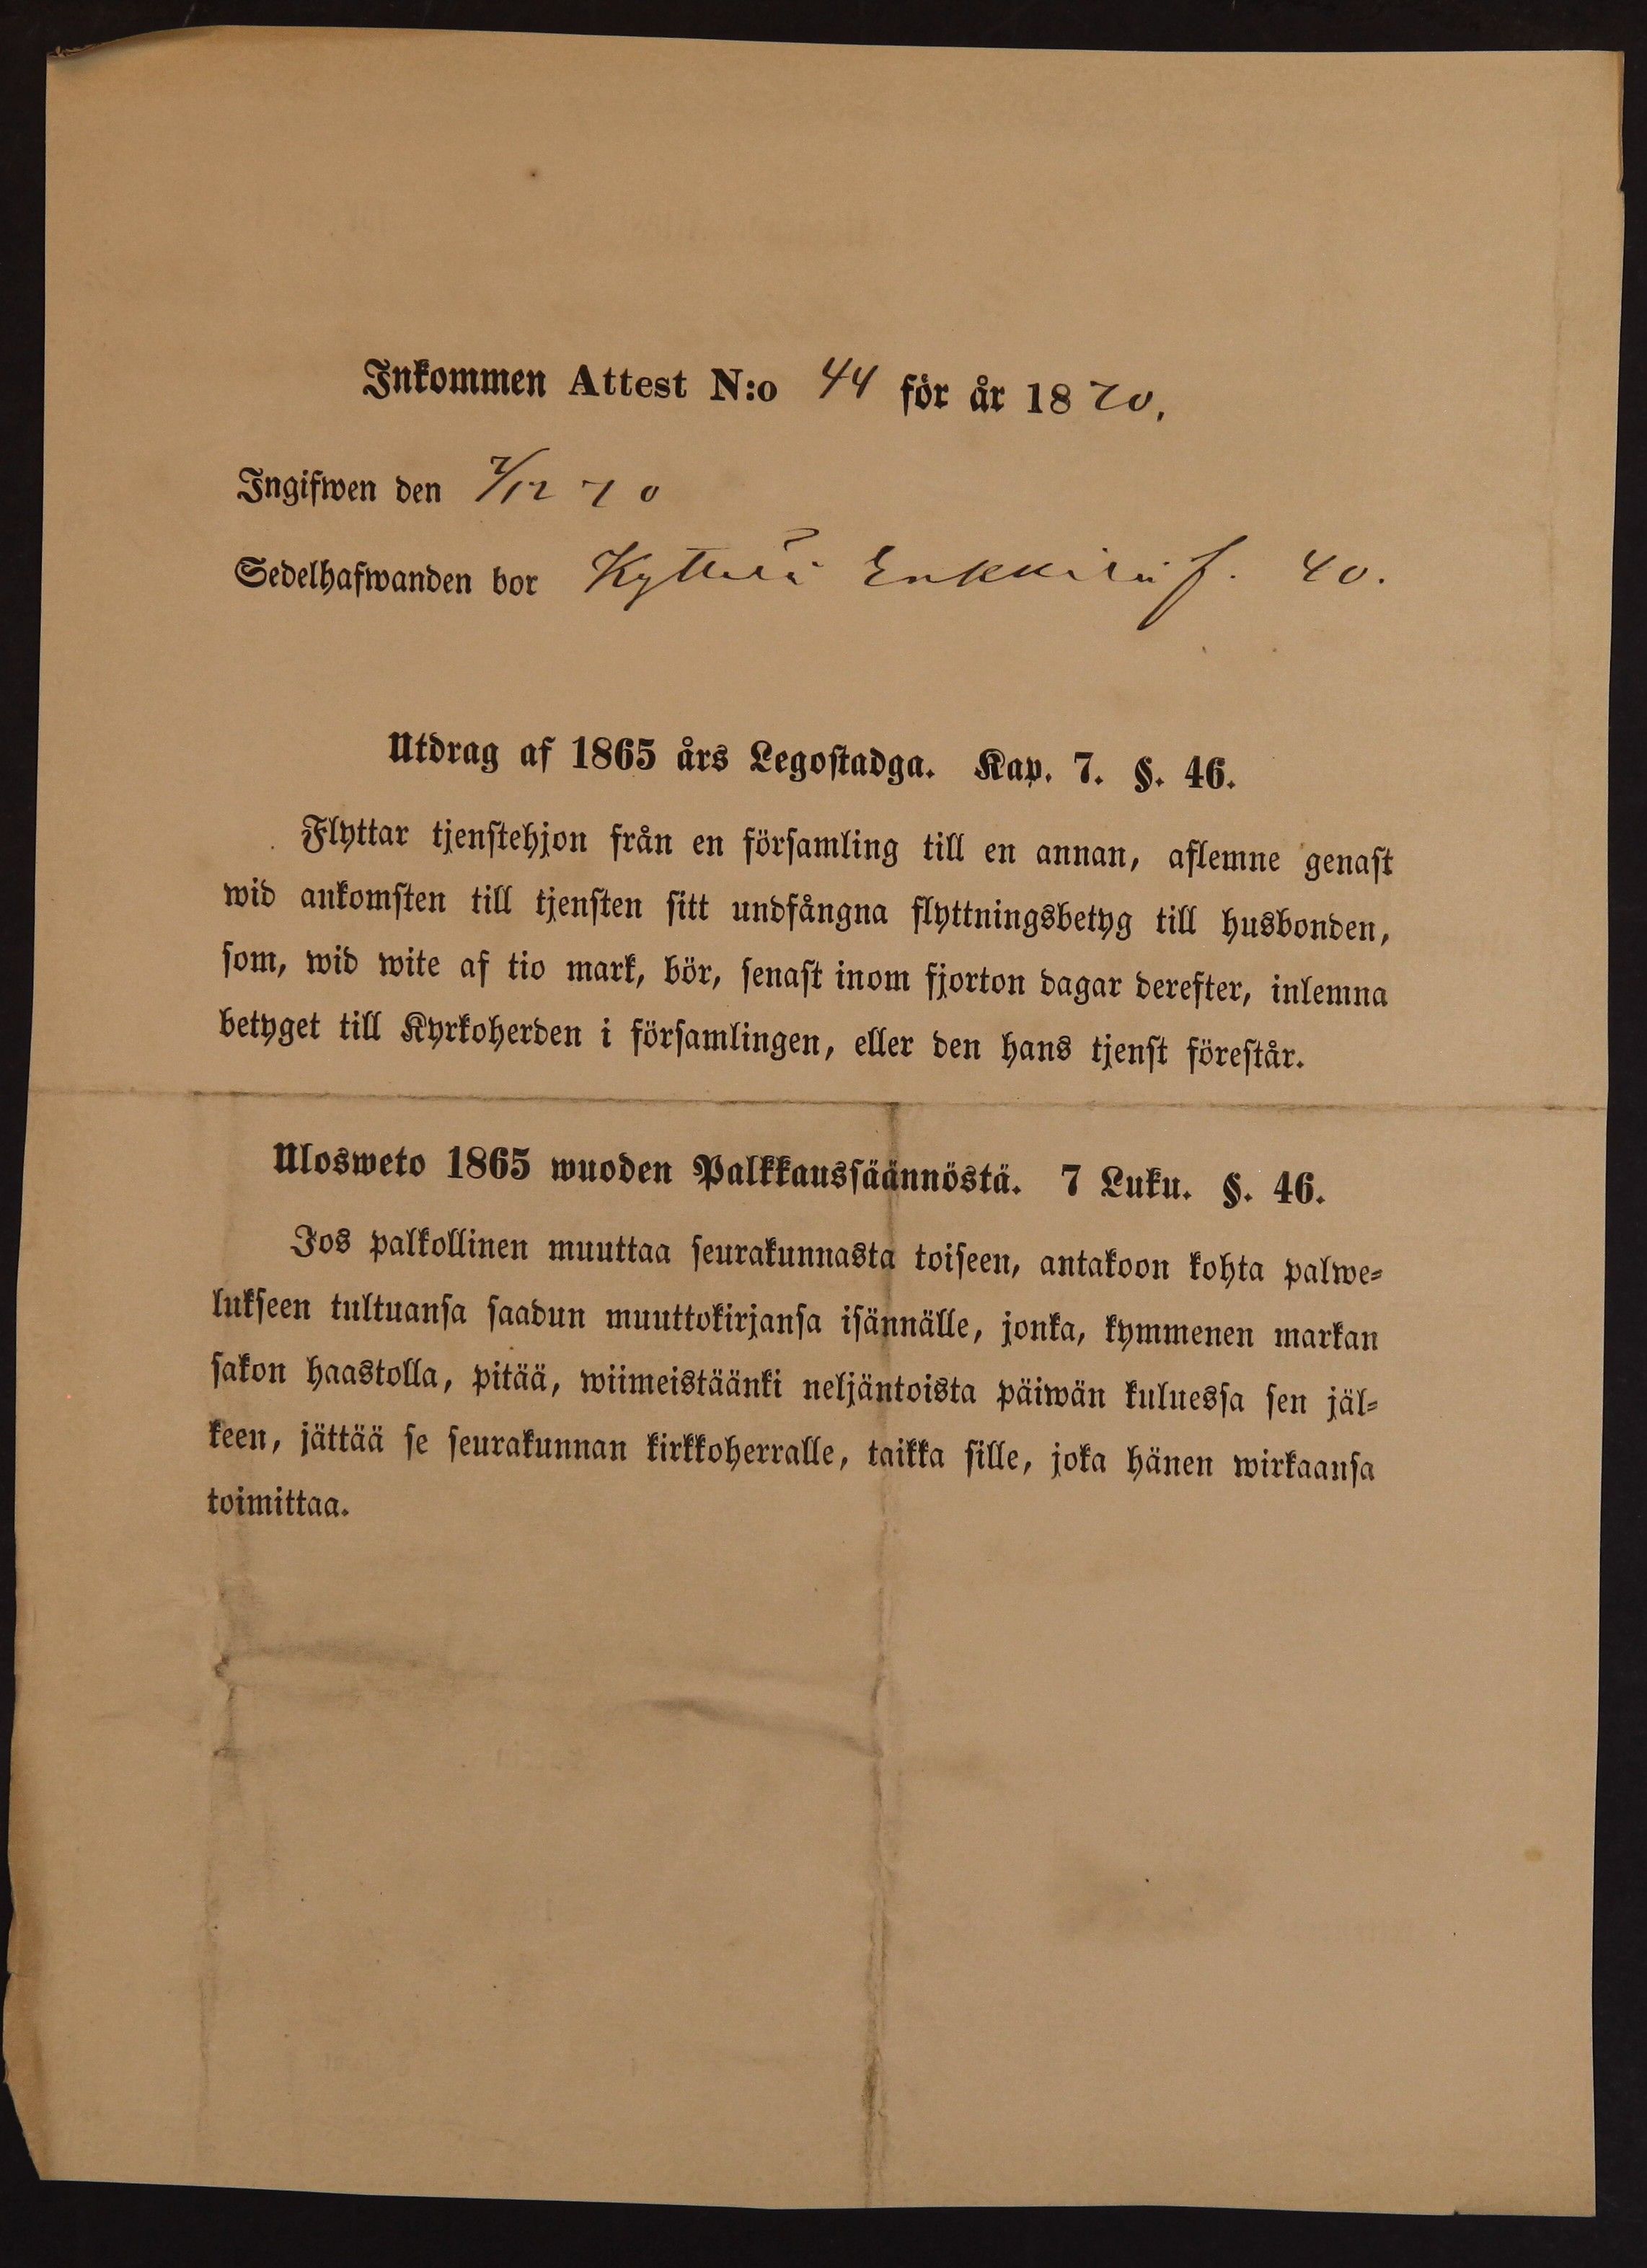 Inkommen Attest N:o 44 för år 1870.
Ingifwen den 7/12 70
Sedelhafwanden bor Kyttälä f. 40.
Utdrag af 1865 års Legostadga. Kap. 7. §. 46.
Flyttar tjenstehjon från en församling till en annan, aflemne genast
wid ankomsten till tjensten sitt undfångna flyttningsbetyg till husbonden,
som, wid wite af tio mark, bör, senast inom fjorton dagar derefter, inlemna
betyget till Kyrkoherden i församlingen, eller den hans tjenst förestår.
Ulosweto 1865 wuoden Palkkaussäännöstä. 7 Luku. §. 46.
Jos palkollinen muuttaa seurakunnasta toiseen, antakoon kohta palwe-
lukseen tultuansa saadun muuttokirjansa isännälle, jonka, kymmenen markan
sakon haastolla, pitää, wiimeistäänki neljäntoista päiwän kuluessa sen jäl-
keen, jättää se seurakunnan kirkkoherralle, taikka sille, joka hänen wirkaansa
toimittaa.